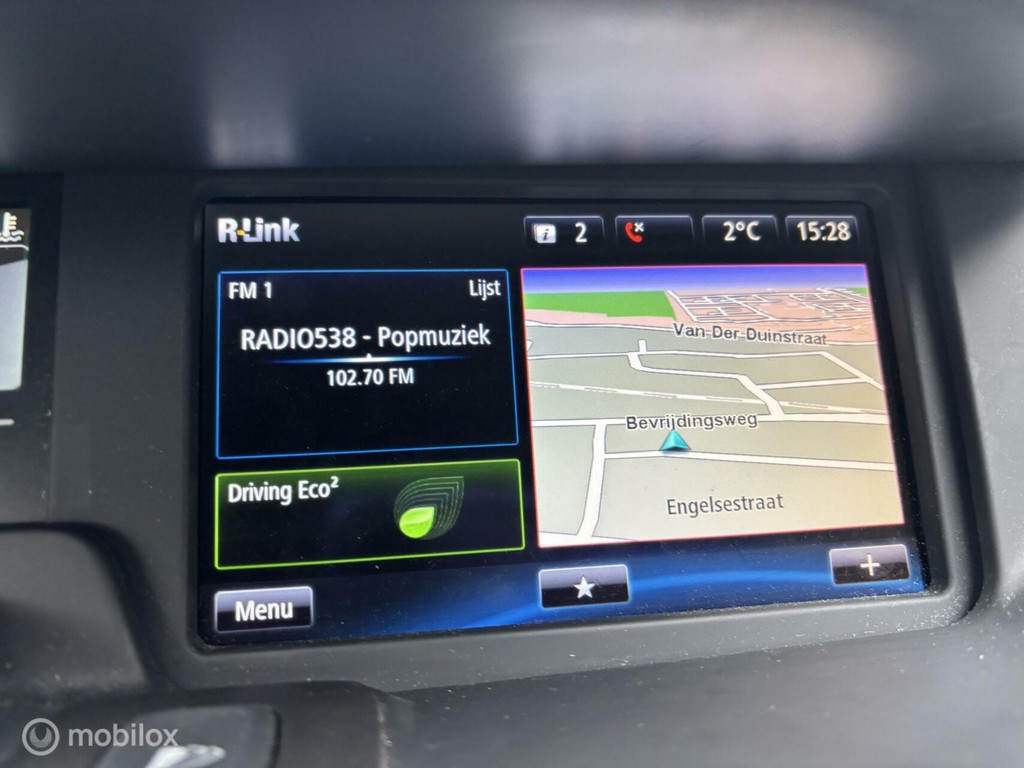 R-Link
2
2°C
15:28
FM 1
Lijst
RADIO538 - Popmuziek
102.70 FM
Van Der Duinstraat
Bevrijdingsweg
Engelsestraat
Driving Eco²
Menu
mobilox